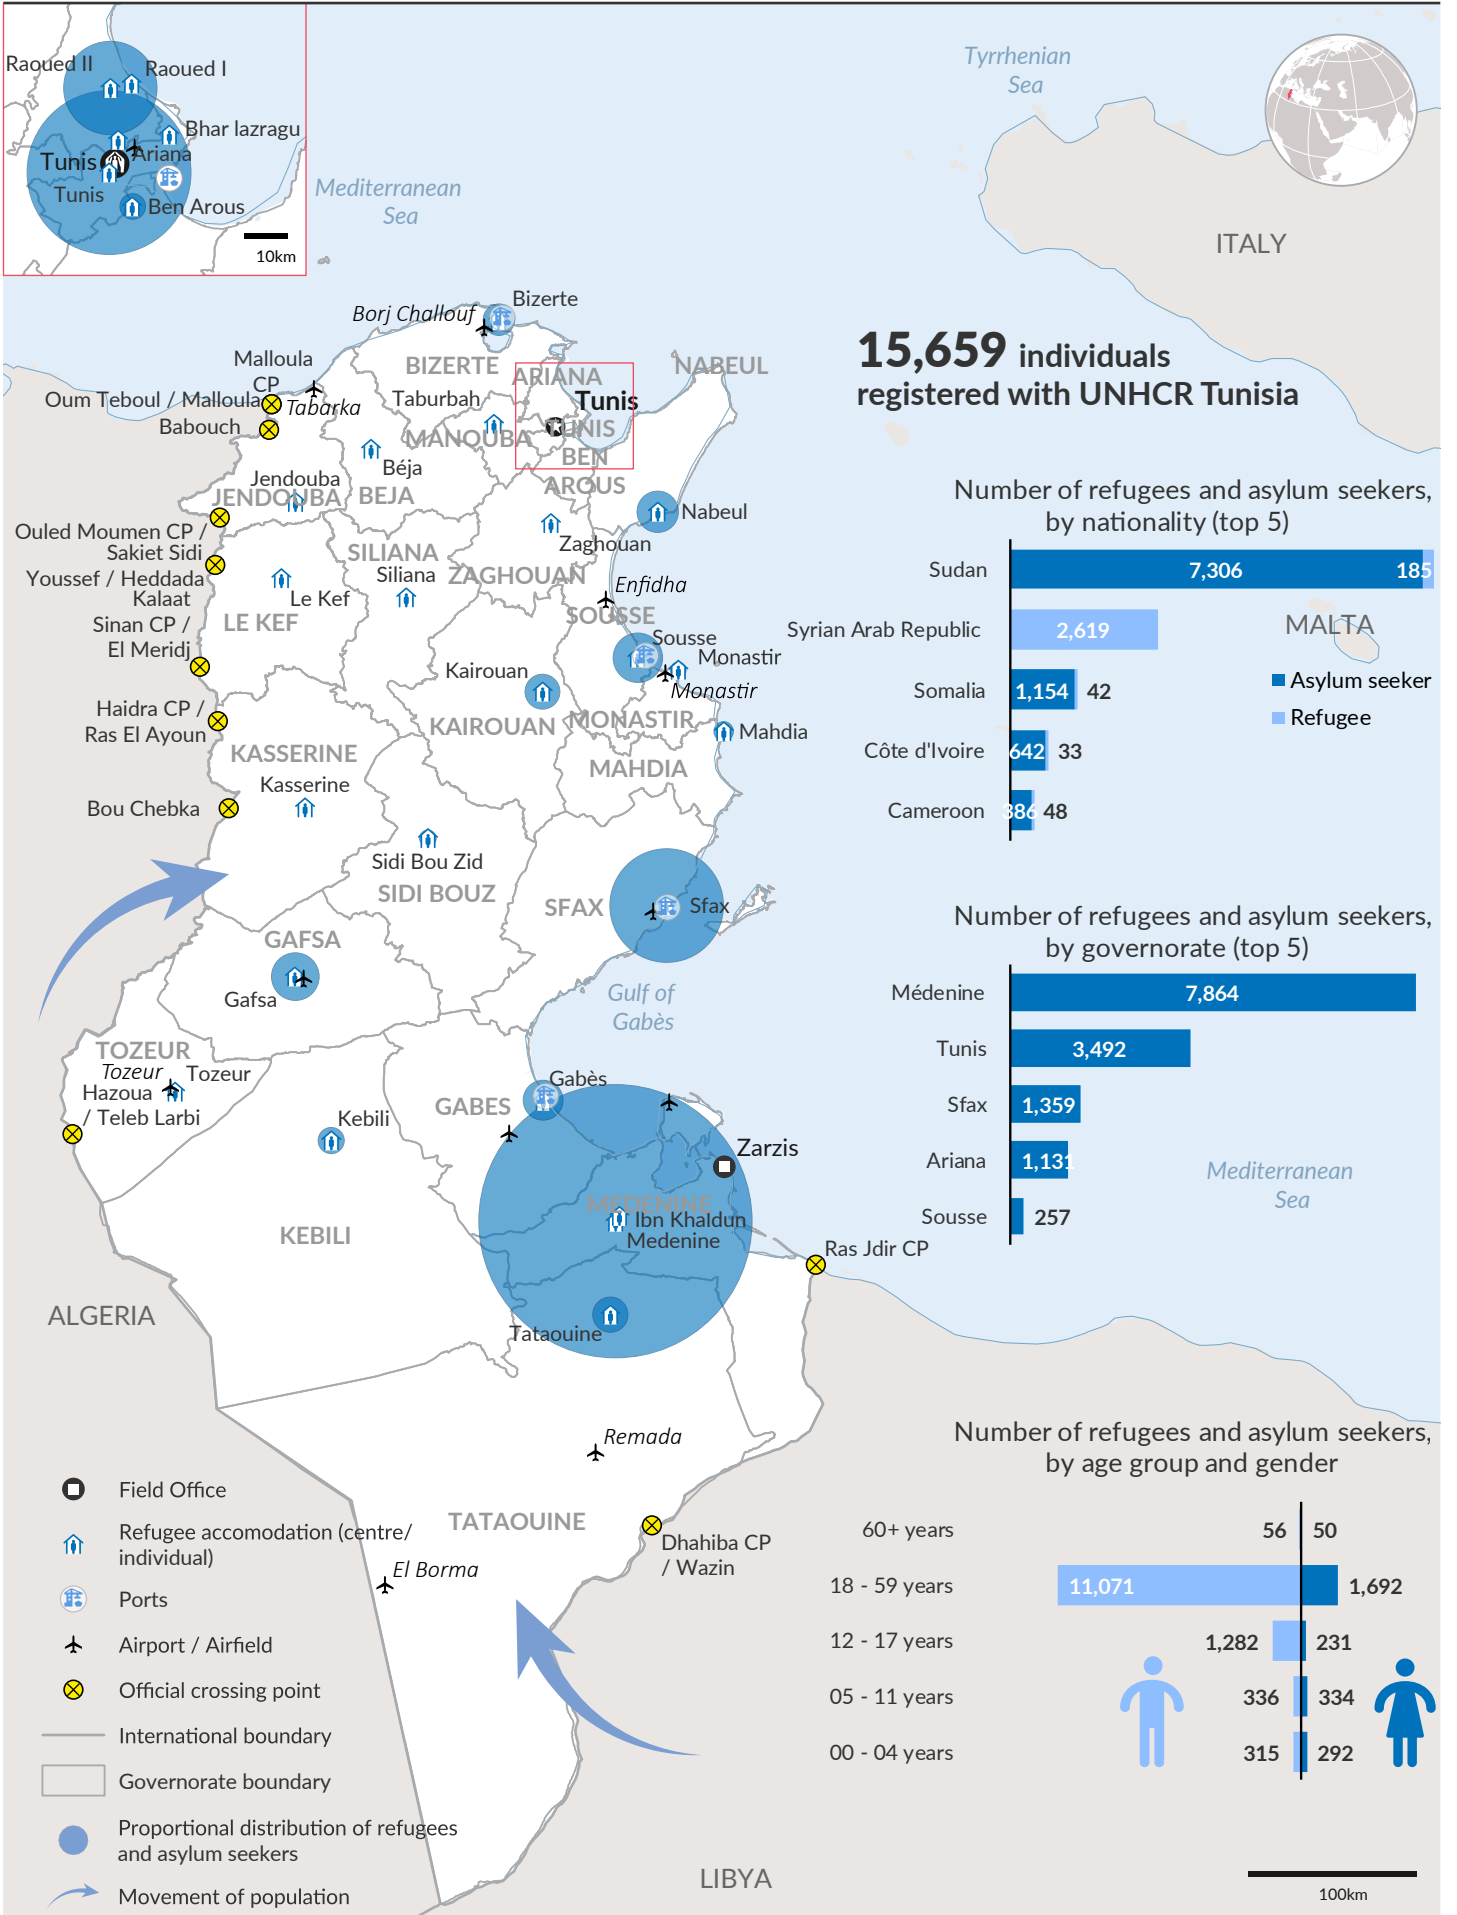 Raoued II
Raoued I
Bhar lazragu
Tunis
Ariana
Tunis
Ben Arous
10km
Tyrrhenian
Sea
Mediterranean
Sea
ITALY
Borj Challouf
Bizerte
BIZERTE
ARIANA
NABEUL
Malloula
CP
Oum Teboul / Malloula
Tabarka
Babouch
Taburbah
Tunis
TUNIS
MANOUBA
BEN
AROUS
Béja
BEJA
Jendouba
JENDOUBA
Nabeul
Ouled Moumen CP /
Sakiet Sidi
Youssef / Heddada
Kalaat
Sinan CP /
El Meridj
Zaghouan
ZAGHOUAN
SILIANA
Siliana
Le Kef
LE KEF
Enfidha
SOUSSE
Sousse
Monastir
Monastir
Kairouan
KAIROUAN
MONASTIR
Mahdia
MAHDIA
Haidra CP /
Ras El Ayoun
KASSERINE
Kasserine
Bou Chebka
Sidi Bou Zid
SIDI BOUZ
SFAX
Sfax
GAFSA
Gafsa
Gulf of
Gabès
TOZEUR
Tozeur
Tozeur
Hazoua
/ Teleb Larbi
Kebili
KEBILI
Gabès
GABES
Zarzis
MEDENINE
Ibn Khaldun
Medenine
Ras Jdir CP
Tataouine
ALGERIA
Remada
TATAOUINE
Dhahiba CP
/ Wazin
El Borma
LIBYA
15,659 individuals
registered with UNHCR Tunisia
Number of refugees and asylum seekers,
by nationality (top 5)
Sudan 7,306 185
Syrian Arab Republic 2,619
MALTA
Somalia 1,154 42
Asylum seeker
Refugee
Côte d'Ivoire 642 33
Cameroon 386 48
Number of refugees and asylum seekers,
by governorate (top 5)
Médenine 7,864
Tunis 3,492
Sfax 1,359
Ariana 1,131
Sousse 257
Mediterranean
Sea
Number of refugees and asylum seekers,
by age group and gender
60+ years 56 50
18 - 59 years 11,071 1,692
12 - 17 years 1,282 231
05 - 11 years 336 334
00 - 04 years 315 292
Field Office
Refugee accomodation (centre/
individual)
Ports
Airport / Airfield
Official crossing point
International boundary
Governorate boundary
Proportional distribution of refugees
and asylum seekers
Movement of population
100km